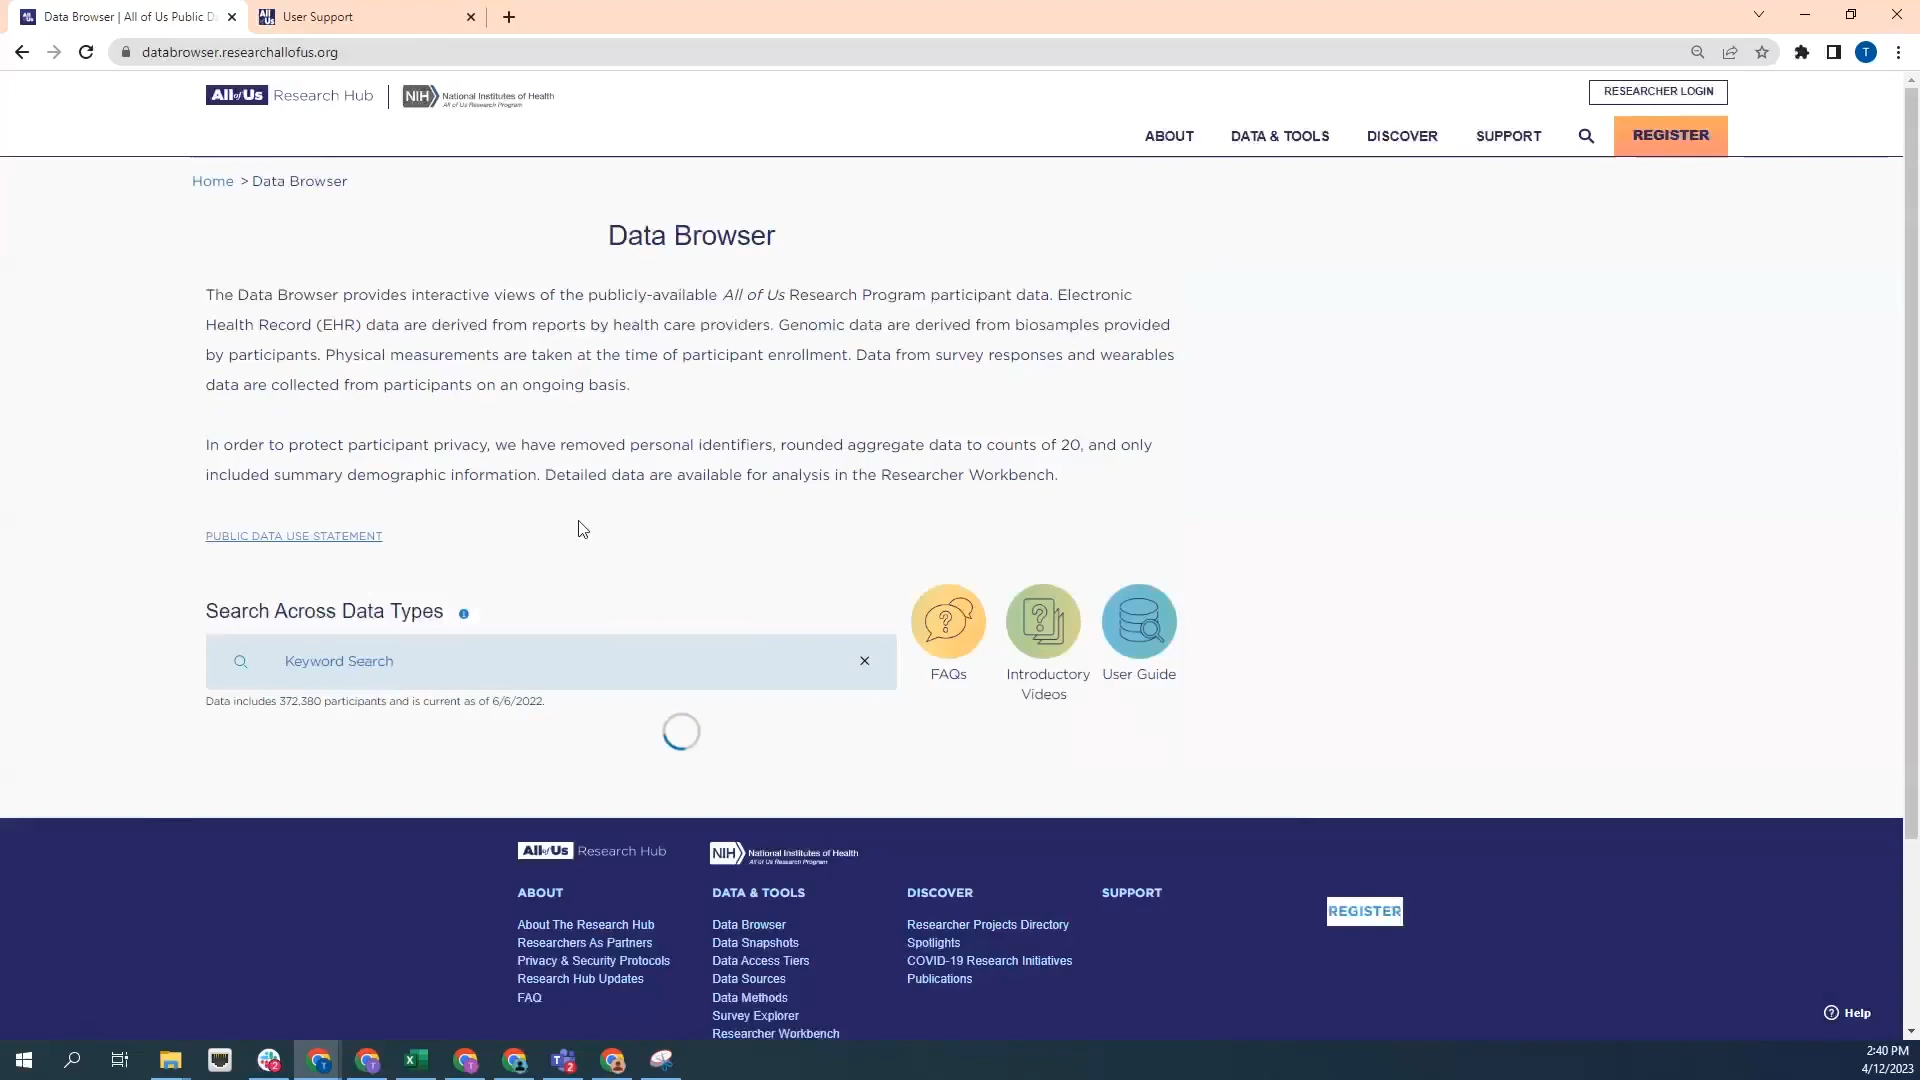 Data Browser | All of Us Public D
User Support
databrowser.researchallofus.org
T
All of Us Research Hub
NIH National Institutes of Health
All of Us Research Program
RESEARCHER LOGIN
ABOUT DATA & TOOLS DISCOVER SUPPORT REGISTER
Home > Data Browser
Data Browser
The Data Browser provides interactive views of the publicly-available All of Us Research Program participant data. Electronic
Health Record (EHR) data are derived from reports by health care providers. Genomic data are derived from biosamples provided
by participants. Physical measurements are taken at the time of participant enrollment. Data from survey responses and wearables
data are collected from participants on an ongoing basis.
In order to protect participant privacy, we have removed personal identifiers, rounded aggregate data to counts of 20, and only
included summary demographic information. Detailed data are available for analysis in the Researcher Workbench.
PUBLIC DATA USE STATEMENT
Search Across Data Types
Keyword Search
Data includes 372,380 participants and is current as of 6/6/2022.
FAQs
Introductory
Videos
User Guide
All of Us Research Hub
NIH National Institutes of Health
All of Us Research Program
ABOUT
About The Research Hub
Researchers As Partners
Privacy & Security Protocols
Research Hub Updates
FAQ
DATA & TOOLS
Data Browser
Data Snapshots
Data Access Tiers
Data Sources
Data Methods
Survey Explorer
Researcher Workbench
DISCOVER
Researcher Projects Directory
Spotlights
COVID-19 Research Initiatives
Publications
SUPPORT
REGISTER
Help
2:40 PM
4/12/2023